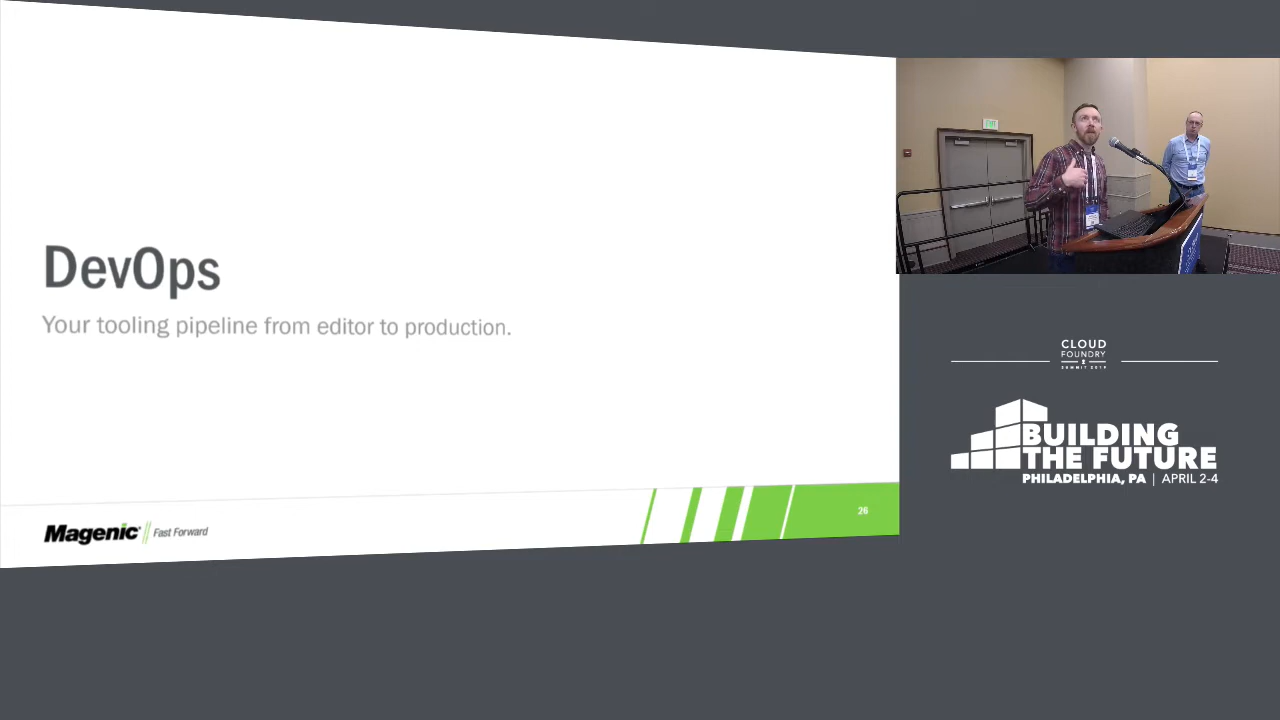 DevOps
Your tooling pipeline from editor to production.
Magenic Fast Forward
26
CLOUD
FOUNDRY
SUMMIT 2019
BUILDING
THE FUTURE
PHILADELPHIA, PA | APRIL 2-4